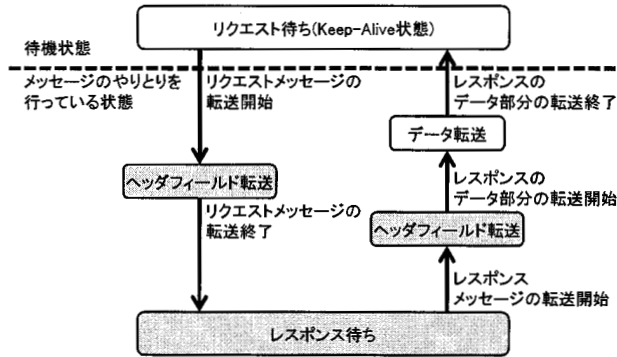 リクエスト待ち(Keep-Alive状態)
待機状態
メッセージのやりとりを
行っている状態
リクエストメッセージの
転送開始
レスポンスの
データ部分の転送終了
データ転送
ヘッダフィールド転送
レスポンスの
データ部分の転送開始
リクエストメッセージの
転送終了
ヘッダフィールド転送
レスポンス
メッセージの転送開始
レスポンス待ち